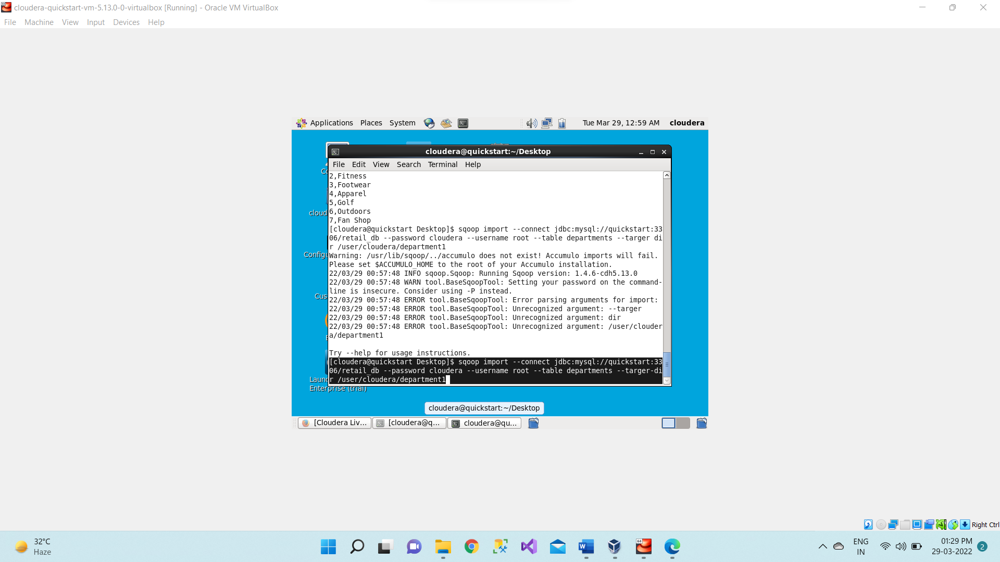 cloudera-quickstart-vm-5.13.0-0-virtualbox [Running] - Oracle VM VirtualBox
File Machine View Input Devices Help
Applications Places System Tue Mar 29, 12:59 AM cloudera
cloudera@quickstart:~/Desktop
File Edit View Search Terminal Help
2,Fitness
3,Footwear
4,Apparel
5,Golf
6,Outdoors
7,Fan Shop
[cloudera@quickstart Desktop]$ sqoop import --connect jdbc:mysql://quickstart:33
06/retail_db --password cloudera --username root --table departments --targer di
r /user/cloudera/department1
Warning: /usr/lib/sqoop/../accumulo does not exist! Accumulo imports will fail.
Please set $ACCUMULO_HOME to the root of your Accumulo installation.
22/03/29 00:57:48 INFO sqoop.Sqoop: Running Sqoop version: 1.4.6-cdh5.13.0
22/03/29 00:57:48 WARN tool.BaseSqoopTool: Setting your password on the command-
line is insecure. Consider using -P instead.
22/03/29 00:57:48 ERROR tool.BaseSqoopTool: Error parsing arguments for import:
22/03/29 00:57:48 ERROR tool.BaseSqoopTool: Unrecognized argument: --targer
22/03/29 00:57:48 ERROR tool.BaseSqoopTool: Unrecognized argument: dir
22/03/29 00:57:48 ERROR tool.BaseSqoopTool: Unrecognized argument: /user/clouder
a/department1
Try --help for usage instructions.
[cloudera@quickstart Desktop]$ sqoop import --connect jdbc:mysql://quickstart:33
06/retail_db --password cloudera --username root --table departments --targer-di
r /user/cloudera/department1
cloud
Config
Cus
Laun
Enterprise (trial)
cloudera@quickstart:~/Desktop
[Cloudera Liv... [cloudera@q... cloudera@qu...
Right Ctrl
32°C
Haze
ENG
IN
01:29 PM
29-03-2022
2